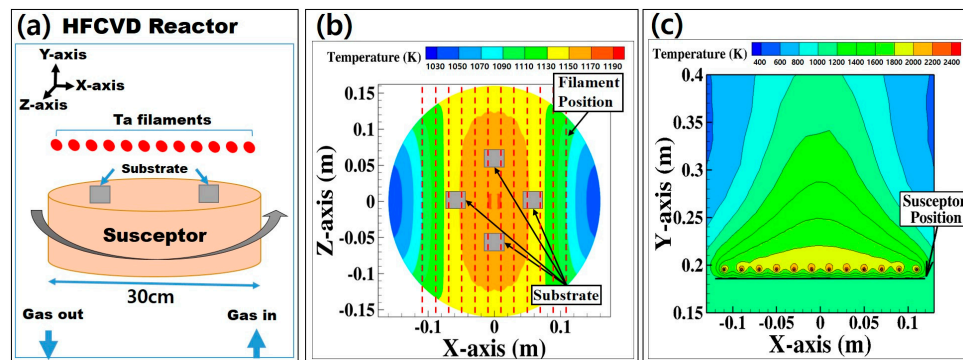 (a) HFCVD Reactor
Y-axis
X-axis
Z-axis
Ta filaments
Substrate
Susceptor
30cm
Gas out
Gas in
(b)
Temperature (K)
1030 1050 1070 1090 1110 1130 1150 1170 1190
Filament
Position
0.15
0.1
0.05
0
-0.05
-0.1
-0.15
Z-axis (m)
Substrate
-0.1 0 0.1
X-axis (m)
(c)
Temperature (K)
400 600 800 1000 1200 1400 1600 1800 2000 2200 2400
0.4
0.35
0.3
0.25
0.2
0.15
Y-axis (m)
Susceptor
Position
-0.1 -0.05 0 0.05 0.1
X-axis (m)